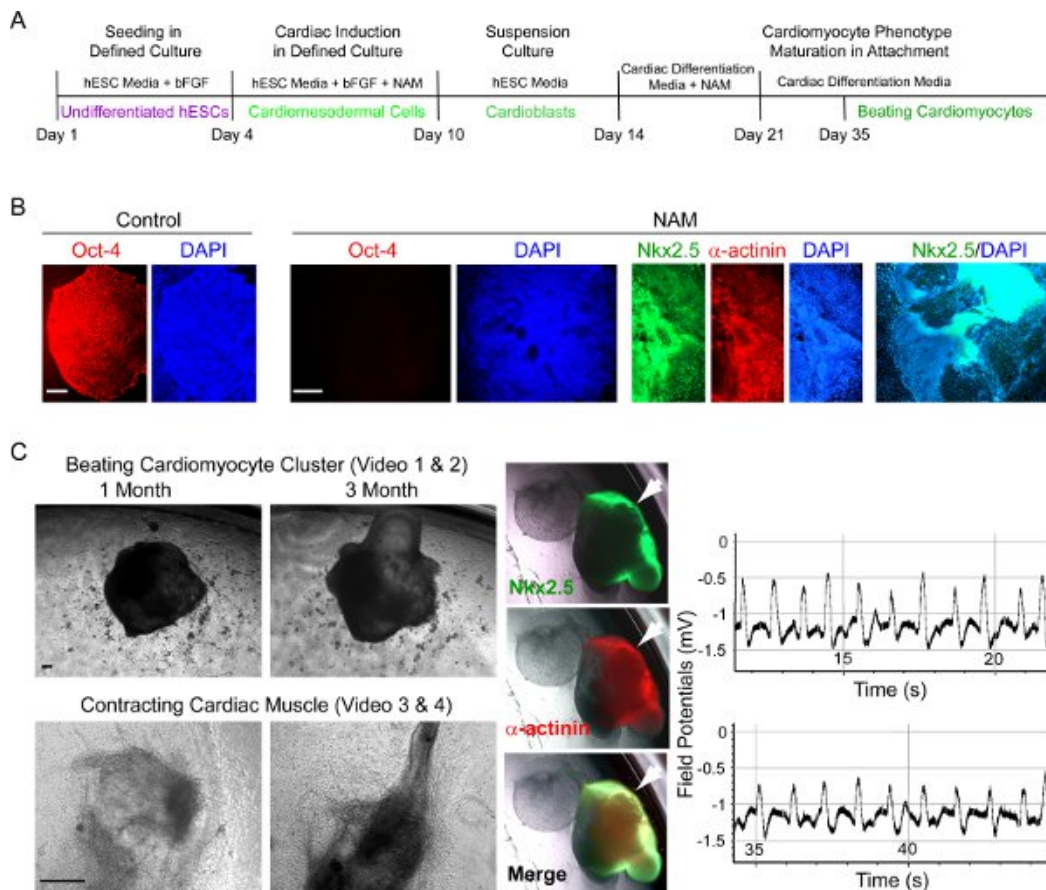 A
Seeding in
Defined Culture
Cardiac Induction
in Defined Culture
Suspension
Culture
Cardiomyocyte Phenotype
Maturation in Attachment
hESC Media + bFGF
hESC Media + bFGF + NAM
hESC Media
Cardiac Differentiation
Media + NAM
Cardiac Differentiation Media
Undifferentiated hESCs
Cardiomesodermal Cells
Cardioblasts
Beating Cardiomyocytes
Day 1
Day 4
Day 10
Day 14
Day 21
Day 35
B
Control
NAM
Oct-4
DAPI
Oct-4
DAPI
Nkx2.5
α-actinin
DAPI
Nkx2.5/DAPI
C
Beating Cardiomyocyte Cluster (Video 1 & 2)
1 Month
3 Month
Contracting Cardiac Muscle (Video 3 & 4)
Nkx2.5
α-actinin
Merge
Field Potentials (mV)
0
-0.5
-1
-1.5
15
20
Time (s)
0
-0.5
-1
-1.5
35
40
Time (s)